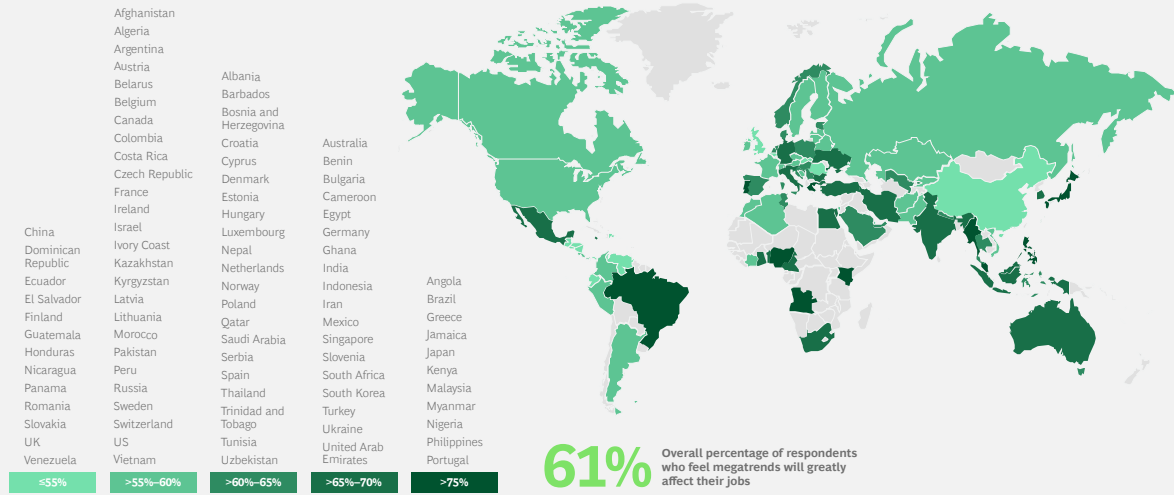 China
Dominican
Republic
Ecuador
El Salvador
Finland
Guatemala
Honduras
Nicaragua
Panama
Romania
Slovakia
UK
Venezuela
≤55%
Afghanistan
Algeria
Argentina
Austria
Belarus
Belgium
Canada
Colombia
Costa Rica
Czech Republic
France
Ireland
Israel
Ivory Coast
Kazakhstan
Kyrgyzstan
Latvia
Lithuania
Morocco
Pakistan
Peru
Russia
Sweden
Switzerland
US
Vietnam
>55%–60%
Albania
Barbados
Bosnia and
Herzegovina
Croatia
Cyprus
Denmark
Estonia
Hungary
Luxembourg
Nepal
Netherlands
Norway
Poland
Qatar
Saudi Arabia
Serbia
Spain
Thailand
Trinidad and
Tobago
Tunisia
Uzbekistan
>60%–65%
Australia
Benin
Bulgaria
Cameroon
Egypt
Germany
Ghana
India
Indonesia
Iran
Mexico
Singapore
Slovenia
South Africa
South Korea
Turkey
Ukraine
United Arab
Emirates
>65%–70%
Angola
Brazil
Greece
Jamaica
Japan
Kenya
Malaysia
Myanmar
Nigeria
Philippines
Portugal
>75%
61%
Overall percentage of respondents
who feel megatrends will greatly
affect their jobs